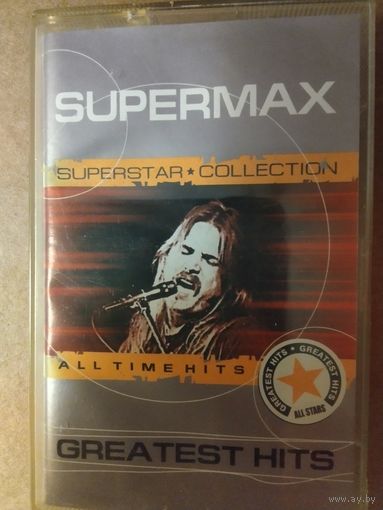 SUPERMAX
SUPERSTAR ★ COLLECTION
ALL TIME HITS
GREATEST HITS • GREATEST HITS •
ALL STARS
GREATEST HITS
www.ay.by